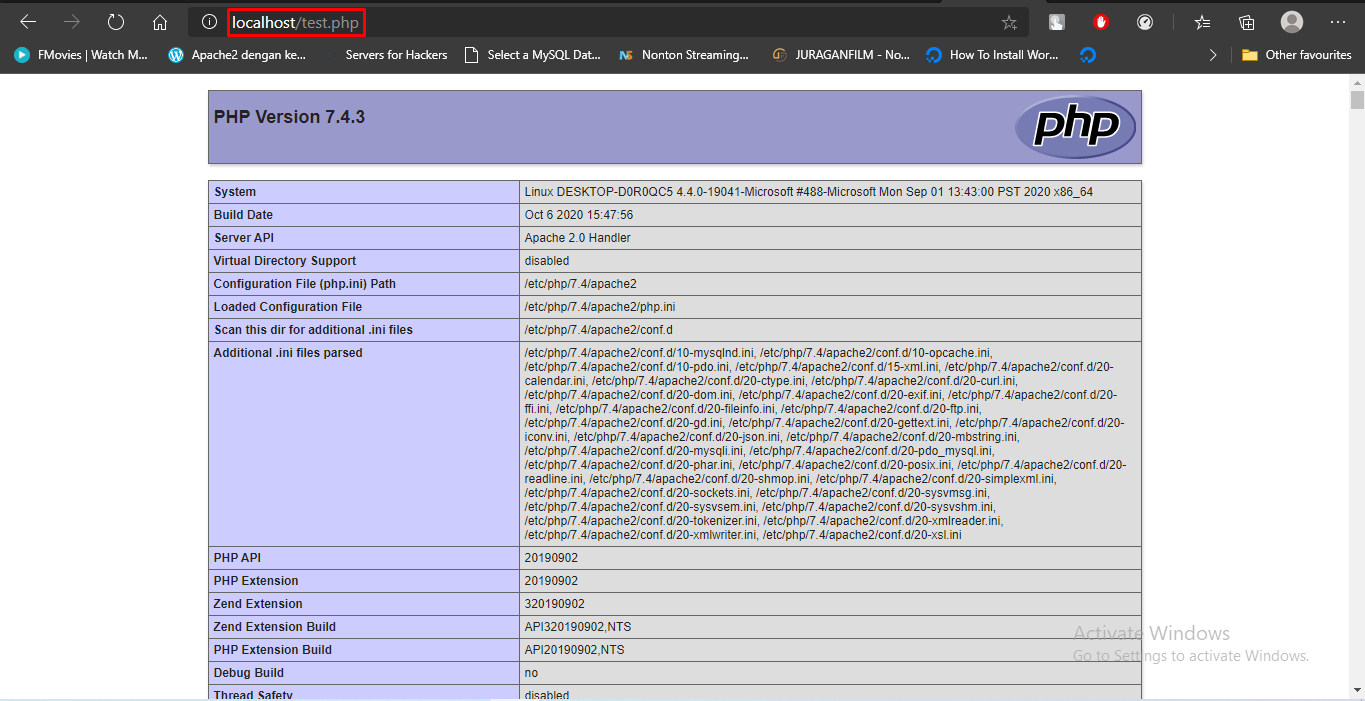 localhost/test.php
FMovies | Watch M...
Apache2 dengan ke...
Servers for Hackers
Select a MySQL Dat...
Nonton Streaming...
JURAGANFILM - No...
How To Install Wor...
Other favourites
PHP Version 7.4.3
php
System Linux DESKTOP-D0R0QC5 4.4.0-19041-Microsoft #488-Microsoft Mon Sep 01 13:43:00 PST 2020 x86_64
Build Date Oct 6 2020 15:47:56
Server API Apache 2.0 Handler
Virtual Directory Support disabled
Configuration File (php.ini) Path /etc/php/7.4/apache2
Loaded Configuration File /etc/php/7.4/apache2/php.ini
Scan this dir for additional .ini files /etc/php/7.4/apache2/conf.d
Additional .ini files parsed /etc/php/7.4/apache2/conf.d/10-mysqlnd.ini, /etc/php/7.4/apache2/conf.d/10-opcache.ini,
/etc/php/7.4/apache2/conf.d/10-pdo.ini, /etc/php/7.4/apache2/conf.d/15-xml.ini, /etc/php/7.4/apache2/conf.d/20-
calendar.ini, /etc/php/7.4/apache2/conf.d/20-ctype.ini, /etc/php/7.4/apache2/conf.d/20-curl.ini,
/etc/php/7.4/apache2/conf.d/20-dom.ini, /etc/php/7.4/apache2/conf.d/20-exif.ini, /etc/php/7.4/apache2/conf.d/20-
ffi.ini, /etc/php/7.4/apache2/conf.d/20-fileinfo.ini, /etc/php/7.4/apache2/conf.d/20-ftp.ini,
/etc/php/7.4/apache2/conf.d/20-gd.ini, /etc/php/7.4/apache2/conf.d/20-gettext.ini, /etc/php/7.4/apache2/conf.d/20-
iconv.ini, /etc/php/7.4/apache2/conf.d/20-json.ini, /etc/php/7.4/apache2/conf.d/20-mbstring.ini,
/etc/php/7.4/apache2/conf.d/20-mysqli.ini, /etc/php/7.4/apache2/conf.d/20-pdo_mysql.ini,
/etc/php/7.4/apache2/conf.d/20-phar.ini, /etc/php/7.4/apache2/conf.d/20-posix.ini, /etc/php/7.4/apache2/conf.d/20-
readline.ini, /etc/php/7.4/apache2/conf.d/20-shmop.ini, /etc/php/7.4/apache2/conf.d/20-simplexml.ini,
/etc/php/7.4/apache2/conf.d/20-sockets.ini, /etc/php/7.4/apache2/conf.d/20-sysvmsg.ini,
/etc/php/7.4/apache2/conf.d/20-sysvsem.ini, /etc/php/7.4/apache2/conf.d/20-sysvshm.ini,
/etc/php/7.4/apache2/conf.d/20-tokenizer.ini, /etc/php/7.4/apache2/conf.d/20-xmlreader.ini,
/etc/php/7.4/apache2/conf.d/20-xmlwriter.ini, /etc/php/7.4/apache2/conf.d/20-xsl.ini
PHP API 20190902
PHP Extension 20190902
Zend Extension 320190902
Zend Extension Build API320190902,NTS
PHP Extension Build API20190902,NTS
Debug Build no
Thread Safety disabled
Activate Windows
Go to Settings to activate Windows.